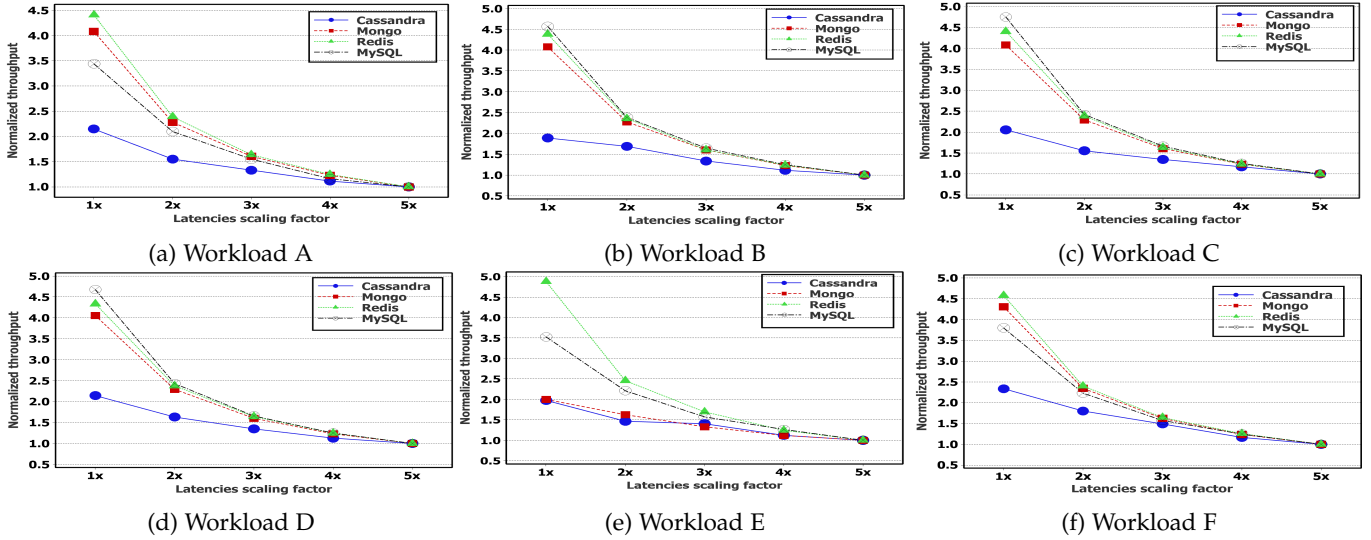 4.5
4.0
3.5
3.0
2.5
2.0
1.5
1.0
Normalized throughput
Cassandra
Mongo
Redis
MySQL
1x 2x 3x 4x 5x
Latencies scaling factor
(a) Workload A
5.0
4.5
4.0
3.5
3.0
2.5
2.0
1.5
1.0
0.5
Normalized throughput
Cassandra
Mongo
Redis
MySQL
1x 2x 3x 4x 5x
Latencies scaling factor
(b) Workload B
5.0
4.5
4.0
3.5
3.0
2.5
2.0
1.5
1.0
0.5
Normalized throughput
Cassandra
Mongo
Redis
MySQL
1x 2x 3x 4x 5x
Latencies scaling factor
(c) Workload C
5.0
4.5
4.0
3.5
3.0
2.5
2.0
1.5
1.0
0.5
Normalized throughput
Cassandra
Mongo
Redis
MySQL
1x 2x 3x 4x 5x
Latencies scaling factor
(d) Workload D
5.0
4.5
4.0
3.5
3.0
2.5
2.0
1.5
1.0
0.5
Normalized throughput
Cassandra
Mongo
Redis
MySQL
1x 2x 3x 4x 5x
Latencies scaling factor
(e) Workload E
5.0
4.5
4.0
3.5
3.0
2.5
2.0
1.5
1.0
0.5
Normalized throughput
Cassandra
Mongo
Redis
MySQL
1x 2x 3x 4x 5x
Latencies scaling factor
(f) Workload F